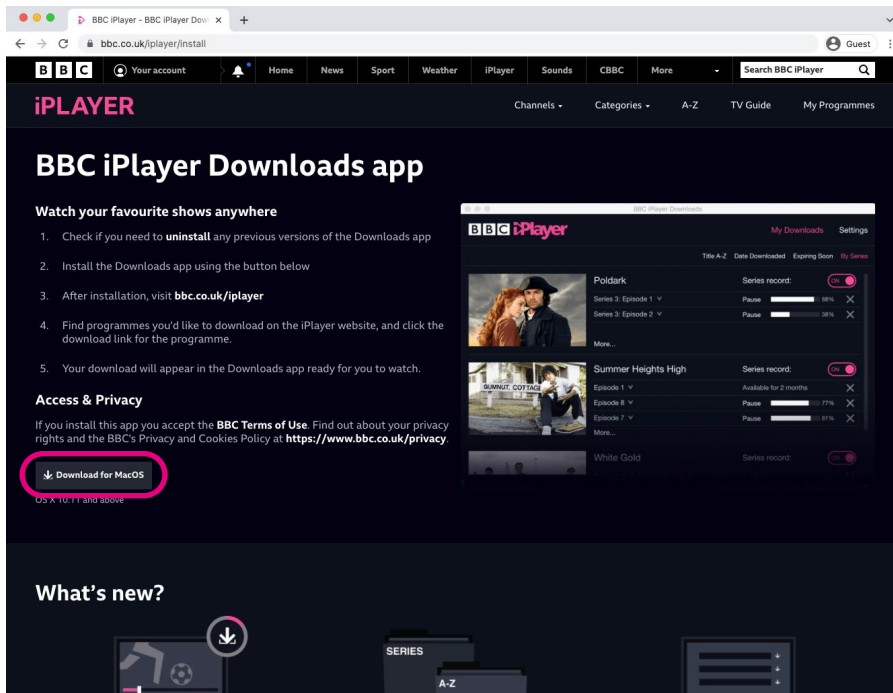 BBC iPlayer - BBC iPlayer Dow
bbc.co.uk/iplayer/install
Guest
BBC
Your account
Home
News
Sport
Weather
iPlayer
Sounds
CBBC
More
Search BBC iPlayer
iPLAYER
Channels
Categories
A-Z
TV Guide
My Programmes
BBC iPlayer Downloads app
Watch your favourite shows anywhere
1. Check if you need to uninstall any previous versions of the Downloads app
2. Install the Downloads app using the button below
3. After installation, visit bbc.co.uk/iplayer
4. Find programmes you'd like to download on the iPlayer website, and click the
download link for the programme.
5. Your download will appear in the Downloads app ready for you to watch.
Access & Privacy
If you install this app you accept the BBC Terms of Use. Find out about your privacy
rights and the BBC's Privacy and Cookies Policy at https://www.bbc.co.uk/privacy.
Download for MacOS
OS X 10.11 and above
BBC iPlayer Downloads
BBC iPlayer
My Downloads
Settings
Title A-Z
Date Downloaded
Expiring Soon
By Series
Poldark
Series record:
ON
Series 3: Episode 1
Pause
88%
Series 3: Episode 2
Pause
38%
More...
GUMNUT COTTAGE
Summer Heights High
Series record:
ON
Episode 1
Available for 2 months
Episode 8
Pause
77%
Episode 7
Pause
81%
More...
White Gold
Series record:
ON
What's new?
SERIES
A-Z